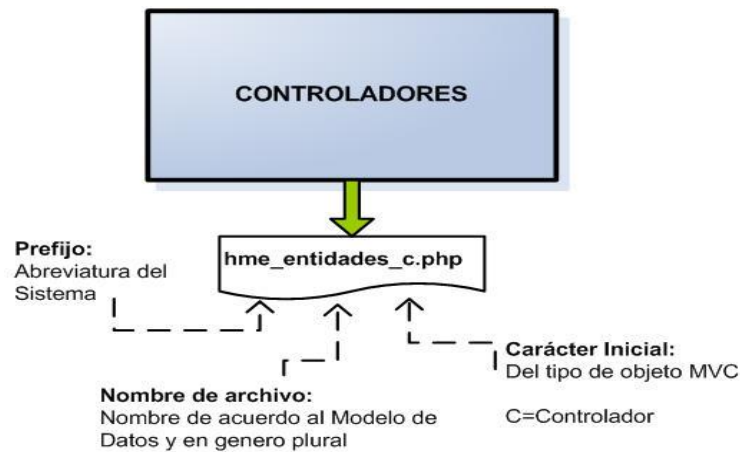 CONTROLADORES
hme_entidades_c.php
Prefijo:
Abreviatura del
Sistema
Nombre de archivo:
Nombre de acuerdo al Modelo de
Datos y en genero plural
Carácter Inicial:
Del tipo de objeto MVC
C=Controlador